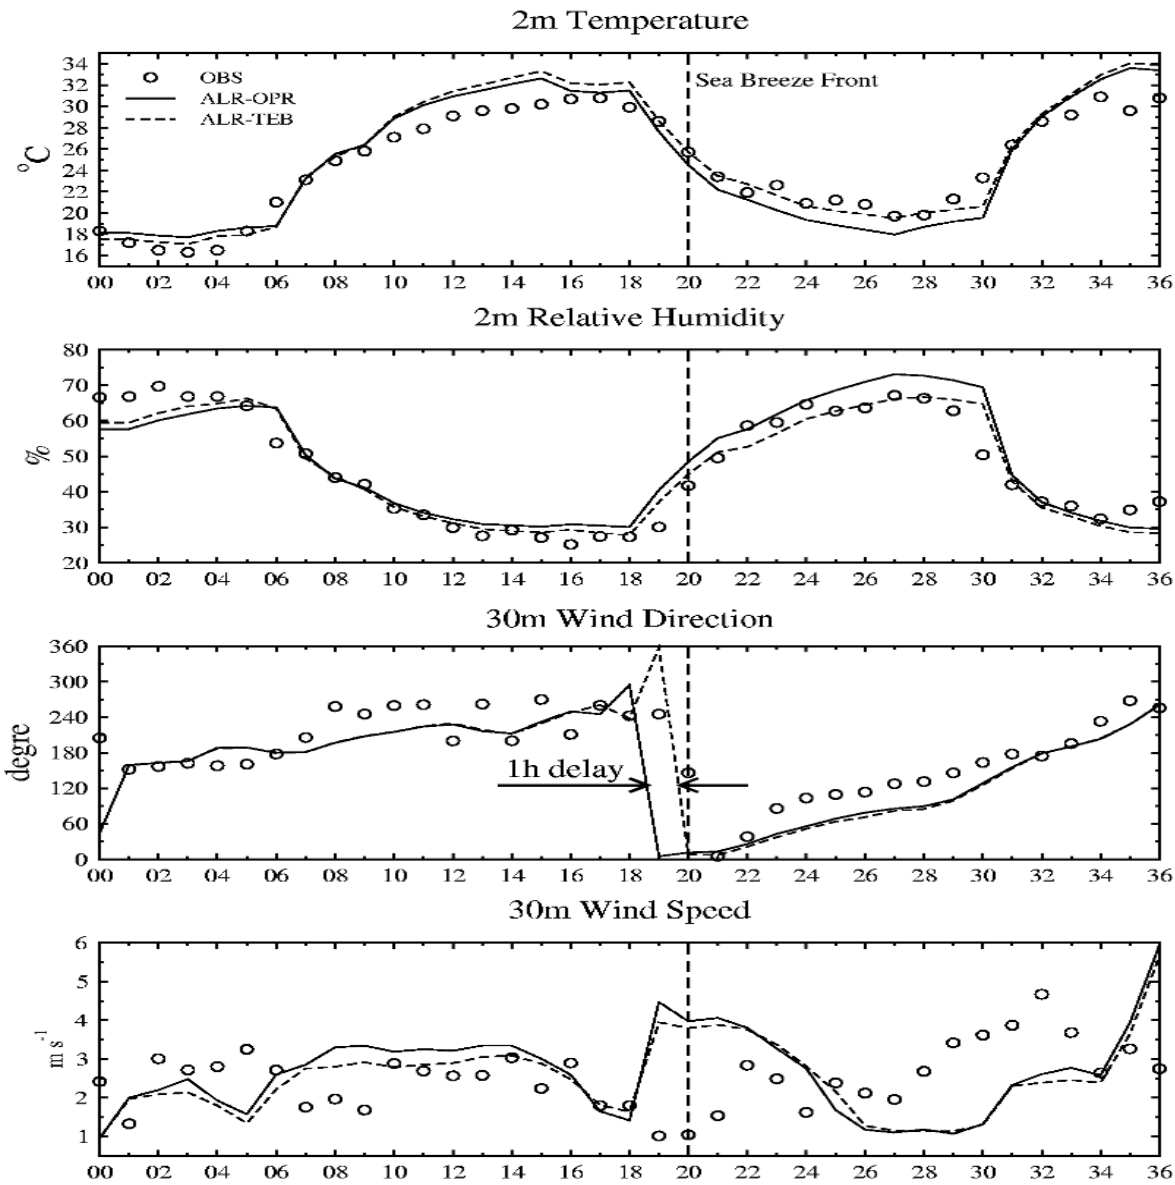 2m Temperature
34
32
30
28
26
24
22
20
18
16
°C
OBS
ALR-OPR
ALR-TEB
Sea Breeze Front
00 02 04 06 08 10 12 14 16 18 20 22 24 26 28 30 32 34 36
2m Relative Humidity
80
70
60
50
40
30
20
%
00 02 04 06 08 10 12 14 16 18 20 22 24 26 28 30 32 34 36
30m Wind Direction
360
300
240
180
120
60
0
degre
1h delay
00 02 04 06 08 10 12 14 16 18 20 22 24 26 28 30 32 34 36
30m Wind Speed
6
5
4
3
2
1
m s⁻¹
00 02 04 06 08 10 12 14 16 18 20 22 24 26 28 30 32 34 36